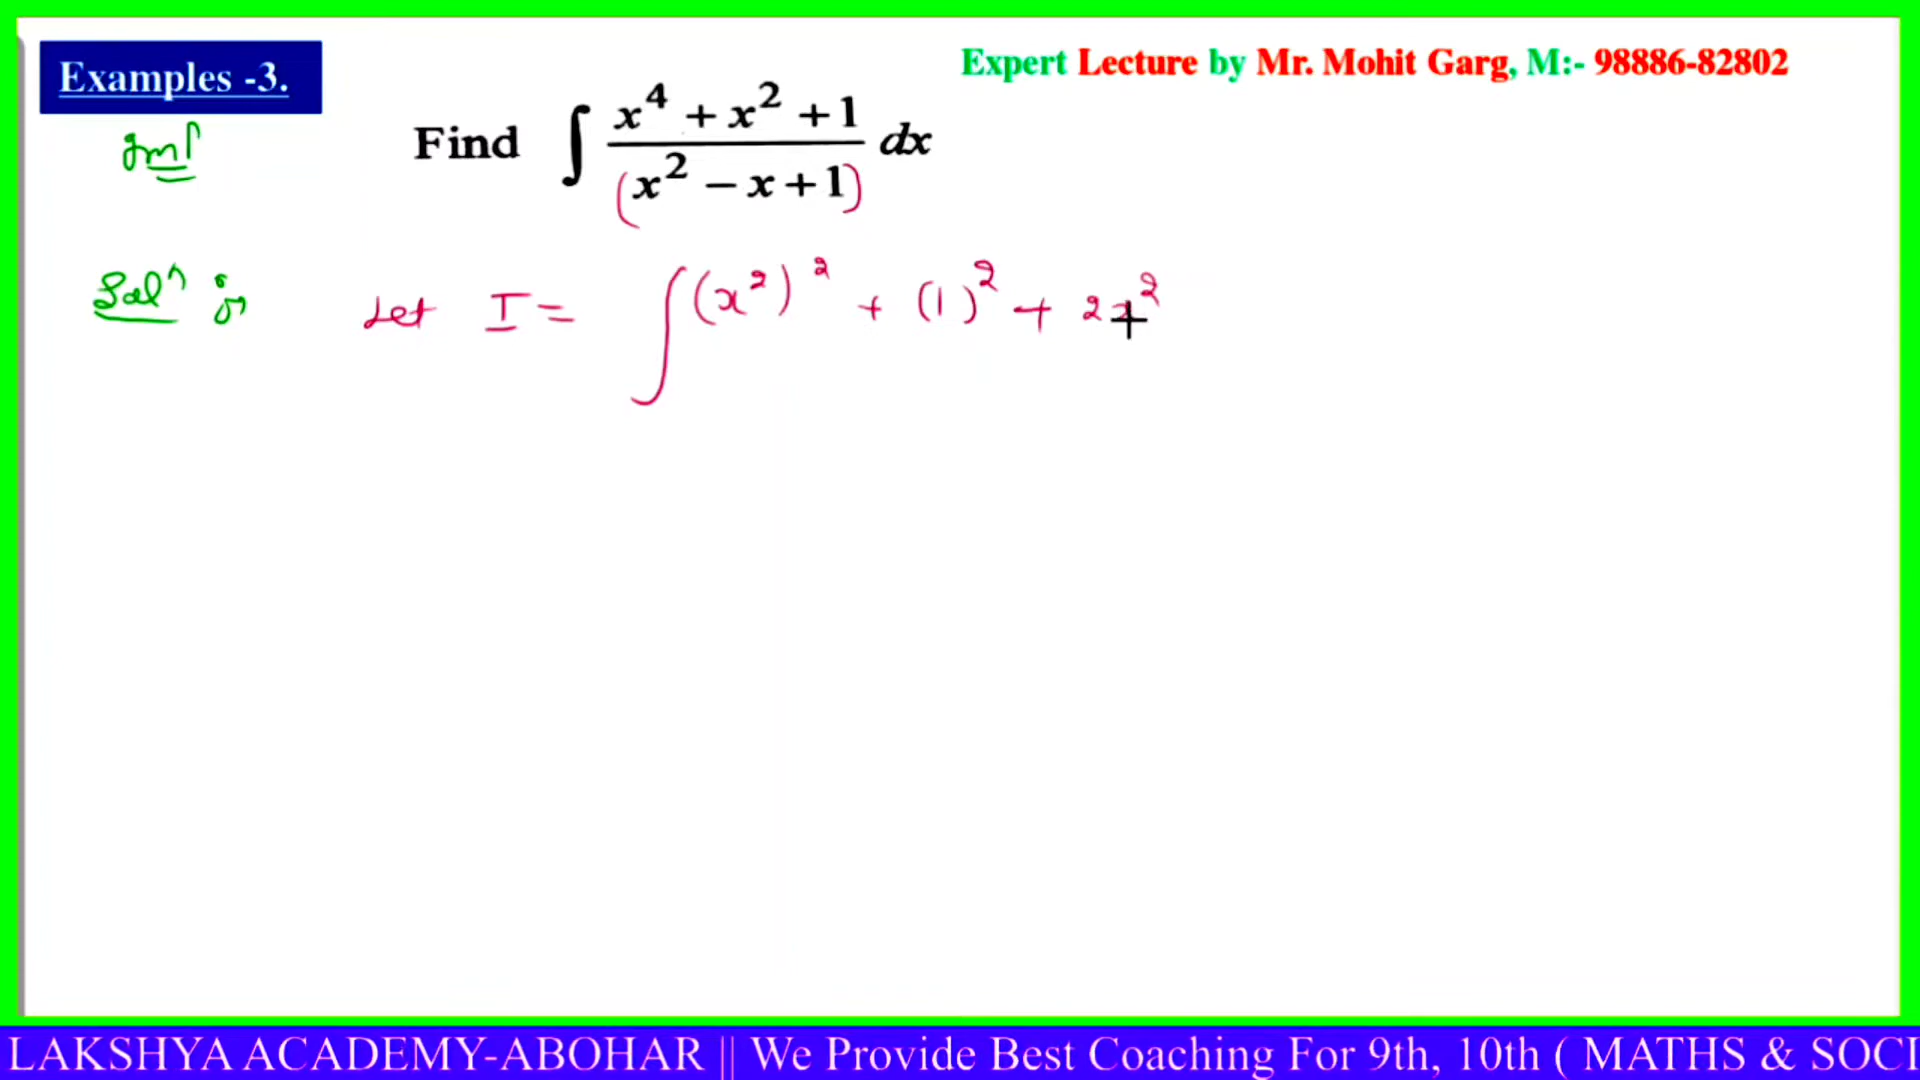 Examples -3.
Expert Lecture by Mr. Mohit Garg, M:- 98886-82802
Imp
Find ∫ x⁴ + x² + 1 / (x² − x + 1) dx
Solⁿ :
Let I = ∫ (x²)² + (1)² + 2x²
LAKSHYA ACADEMY-ABOHAR || We Provide Best Coaching For 9th, 10th ( MATHS & SOCI